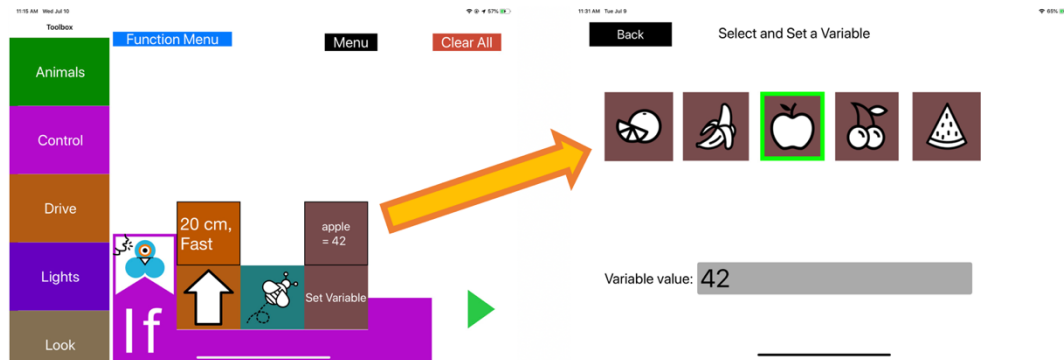 11:15 AM Wed Jul 10
57%
Toolbox
Function Menu
Menu
Clear All
Animals
Control
Drive
Lights
Look
20 cm,
Fast
apple
= 42
Set Variable
If
11:31 AM Tue Jul 9
65%
Back
Select and Set a Variable
Variable value: 42